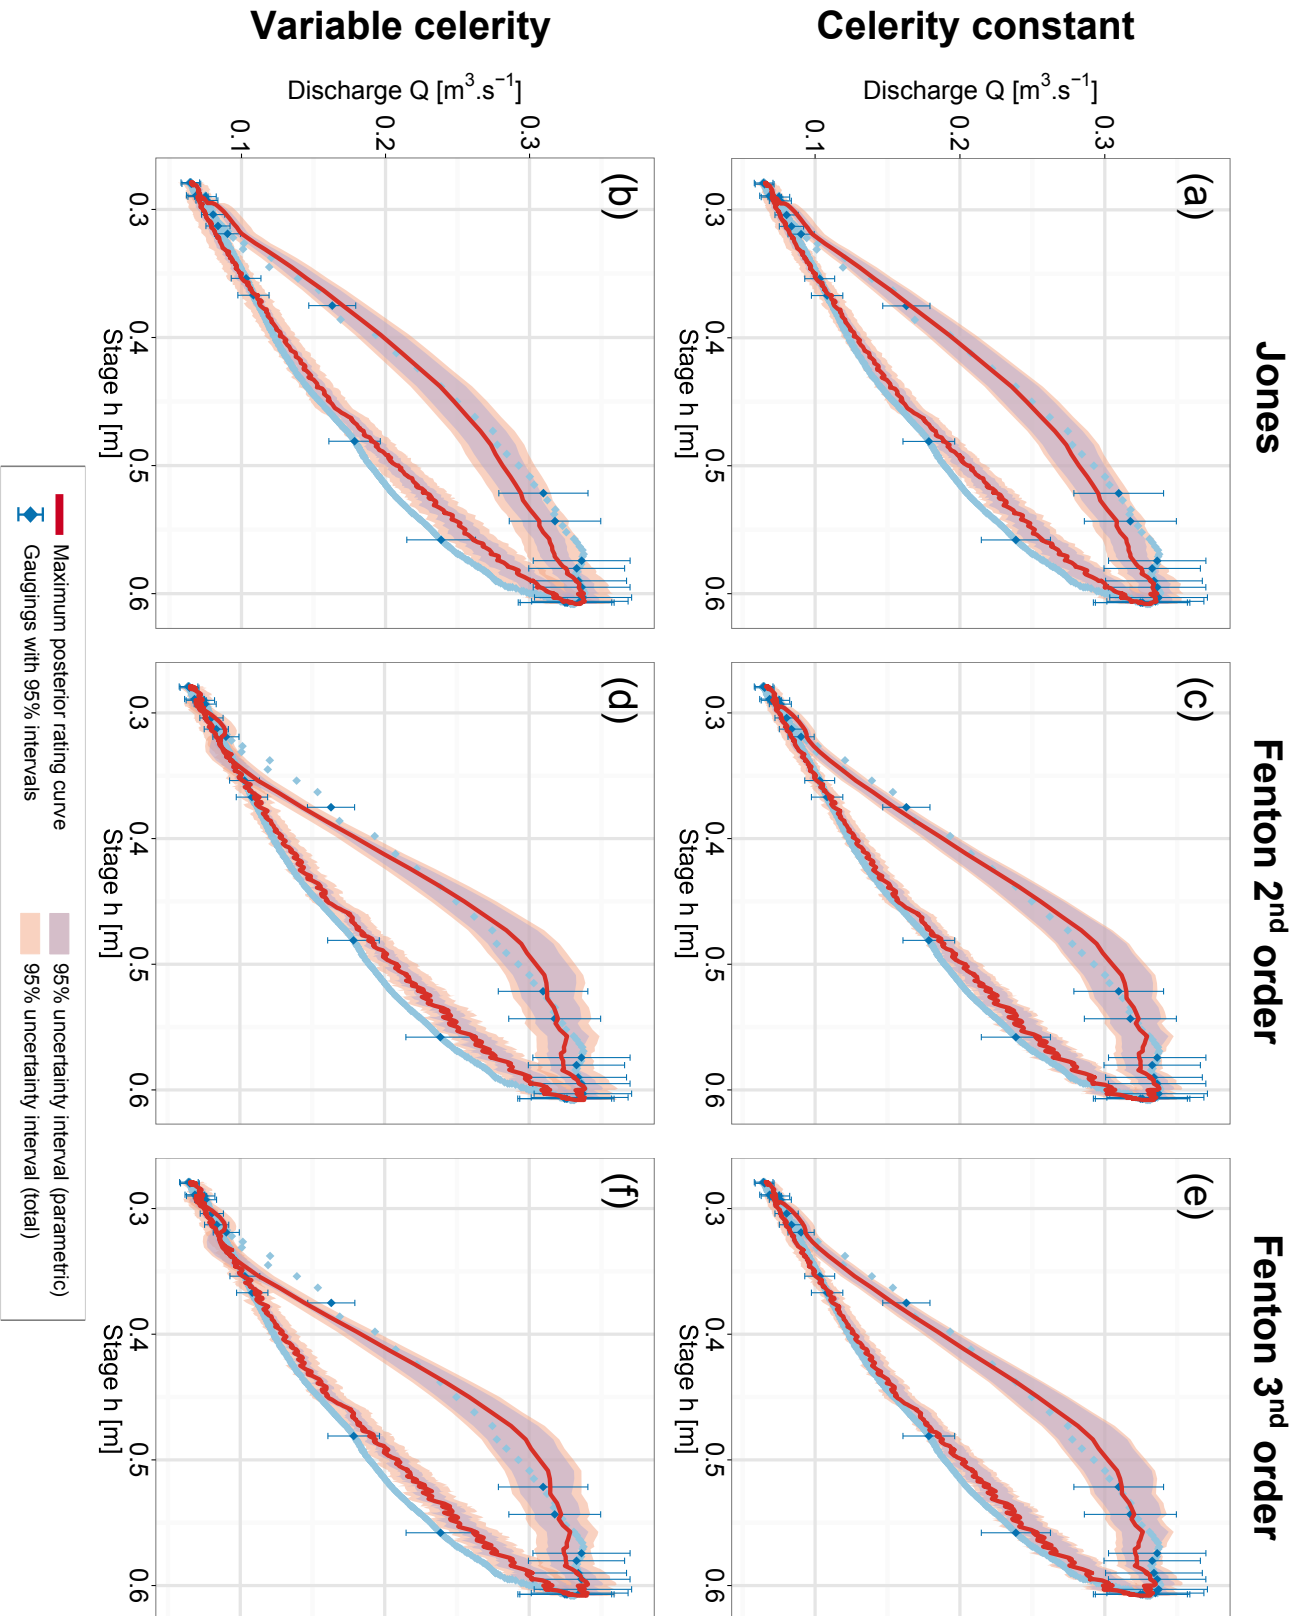 Jones
Fenton 2nd order
Fenton 3nd order
Celerity constant
Discharge Q [m3.s−1]
0.3
0.2
0.1
(a)
0.3 0.4 0.5 0.6
Stage h [m]
(c)
0.3 0.4 0.5 0.6
Stage h [m]
(e)
0.3 0.4 0.5 0.6
Stage h [m]
Variable celerity
Discharge Q [m3.s−1]
0.3
0.2
0.1
(b)
0.3 0.4 0.5 0.6
Stage h [m]
(d)
0.3 0.4 0.5 0.6
Stage h [m]
(f)
0.3 0.4 0.5 0.6
Stage h [m]
Maximum posterior rating curve
Gaugings with 95% intervals
95% uncertainty interval (parametric)
95% uncertainty interval (total)